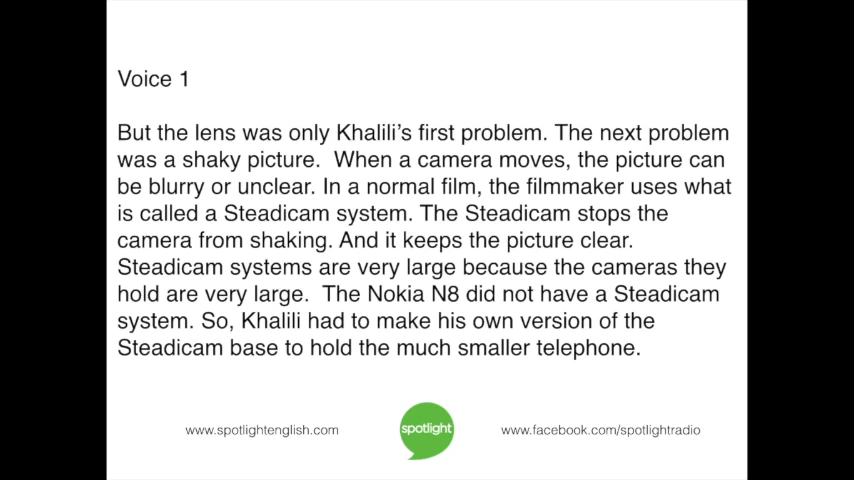 Voice 1
But the lens was only Khalili's first problem. The next problem
was a shaky picture.  When a camera moves, the picture can
be blurry or unclear. In a normal film, the filmmaker uses what
is called a Steadicam system. The Steadicam stops the
camera from shaking. And it keeps the picture clear.
Steadicam systems are very large because the cameras they
hold are very large.  The Nokia N8 did not have a Steadicam
system. So, Khalili had to make his own version of the
Steadicam base to hold the much smaller telephone.
www.spotlightenglish.com
spotlight
www.facebook.com/spotlightradio